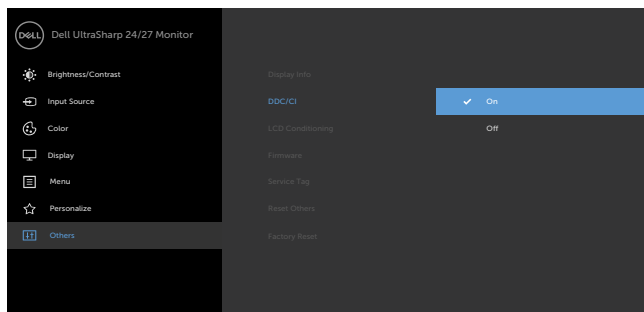 DELL
Dell UltraSharp 24/27 Monitor
Brightness/Contrast
Display Info
Input Source
DDC/CI
On
Color
LCD Conditioning
Off
Display
Firmware
Menu
Service Tag
Personalize
Reset Others
Others
Factory Reset